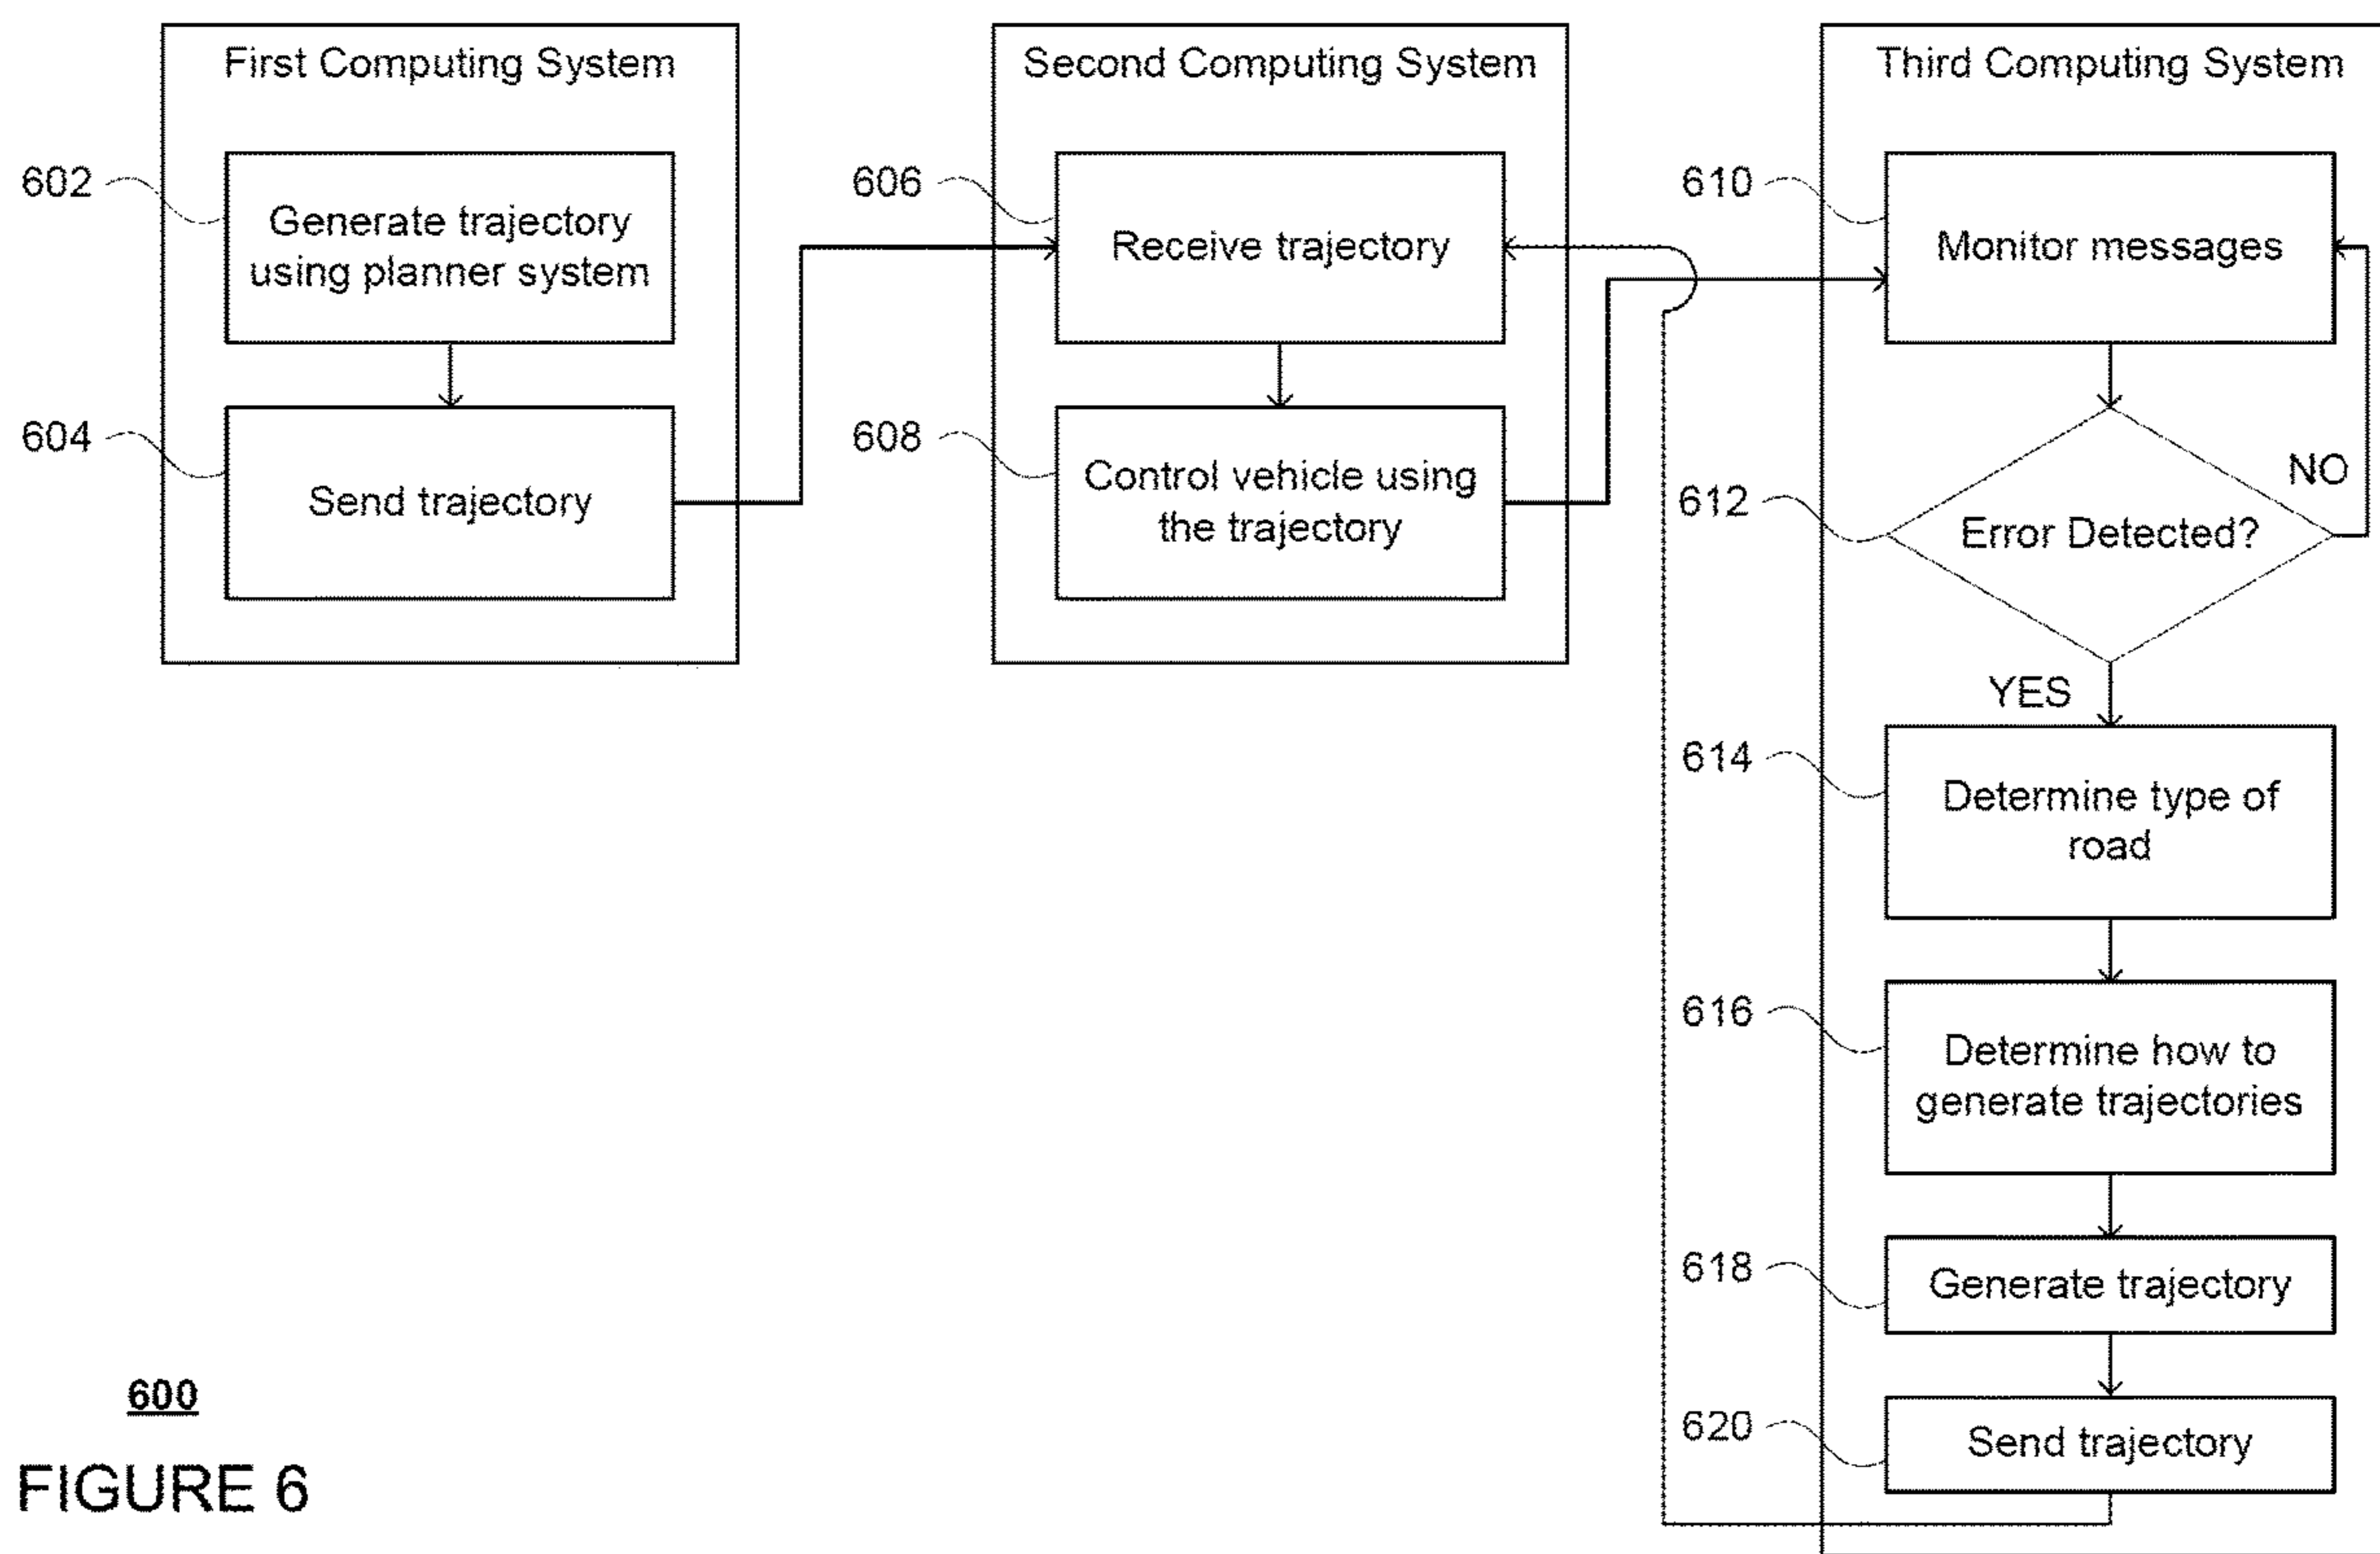 First Computing System
602
Generate trajectory
using planner system
604
Send trajectory
Second Computing System
606
Receive trajectory
608
Control vehicle using
the trajectory
Third Computing System
610
Monitor messages
612
Error Detected?
NO
YES
614
Determine type of
road
616
Determine how to
generate trajectories
618
Generate trajectory
620
Send trajectory
600
FIGURE 6